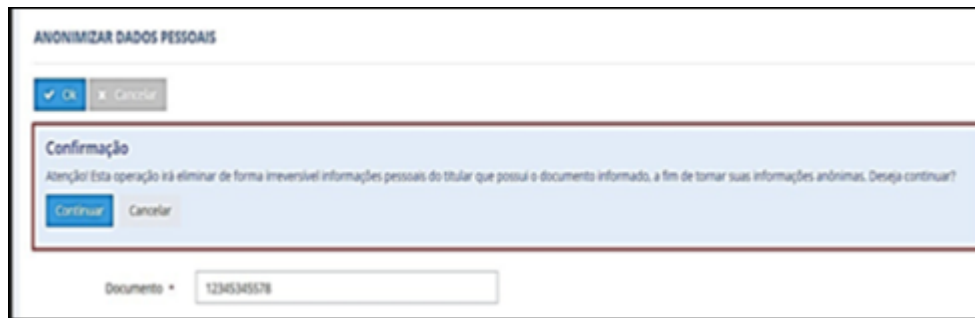 ANONIMIZAR DADOS PESSOAIS
Ok Cancelar
Confirmação
Atenção! Esta operação irá eliminar de forma irreversível informações pessoais do titular que possui o documento informado, a fim de tornar suas informações anônimas. Deseja continuar?
Continuar Cancelar
Documento * 12345345578